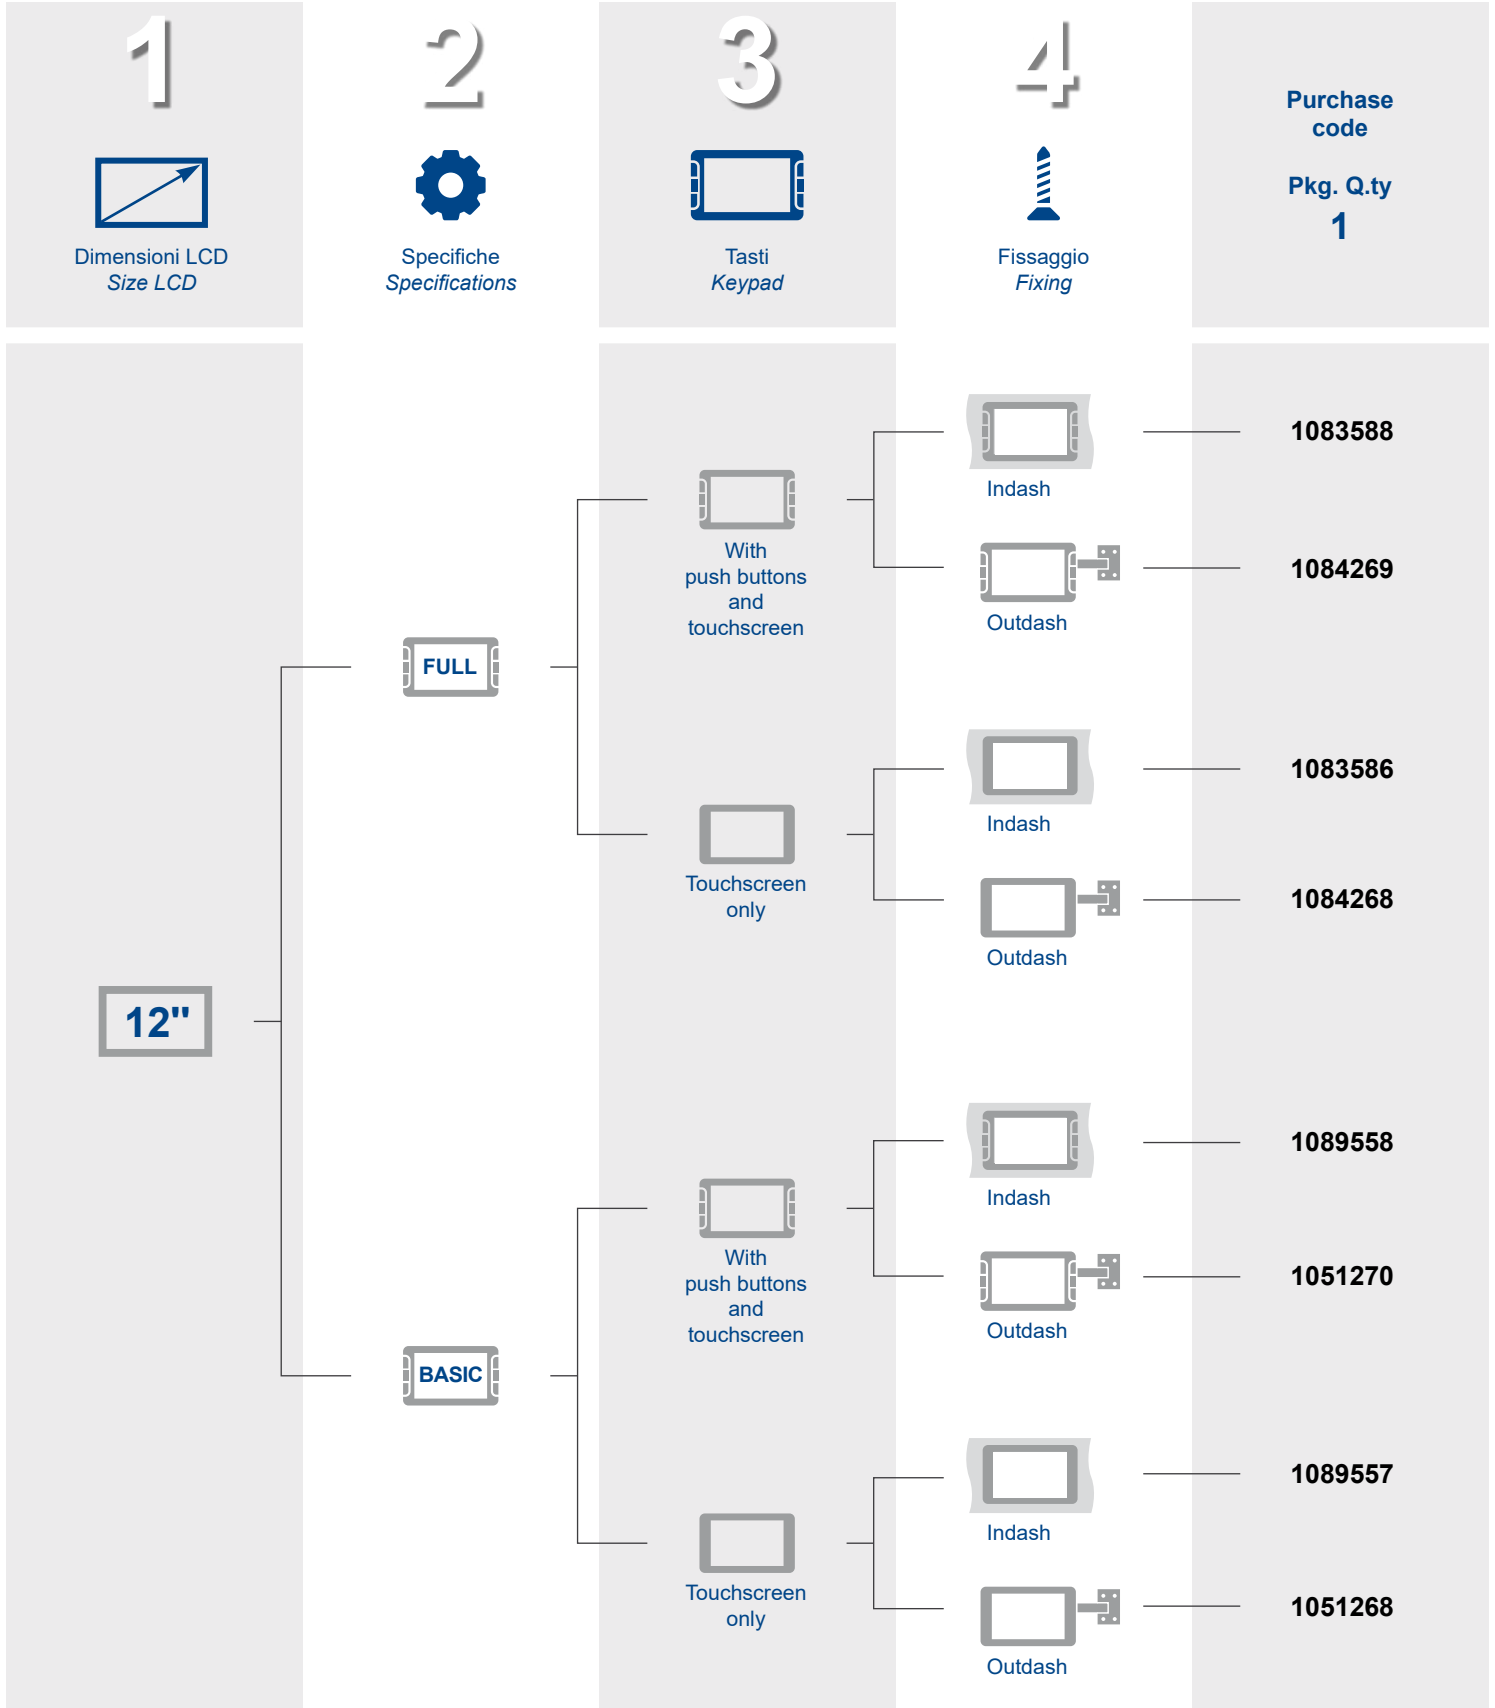 1
2
3
4
Dimensioni LCD
Size LCD
Specifiche
Specifications
Tasti
Keypad
Fissaggio
Fixing
Purchase
code
Pkg. Q.ty
1
12"
FULL
With
push buttons
and
touchscreen
Indash
1083588
Outdash
1084269
Touchscreen
only
Indash
1083586
Outdash
1084268
BASIC
With
push buttons
and
touchscreen
Indash
1089558
Outdash
1051270
Touchscreen
only
Indash
1089557
Outdash
1051268